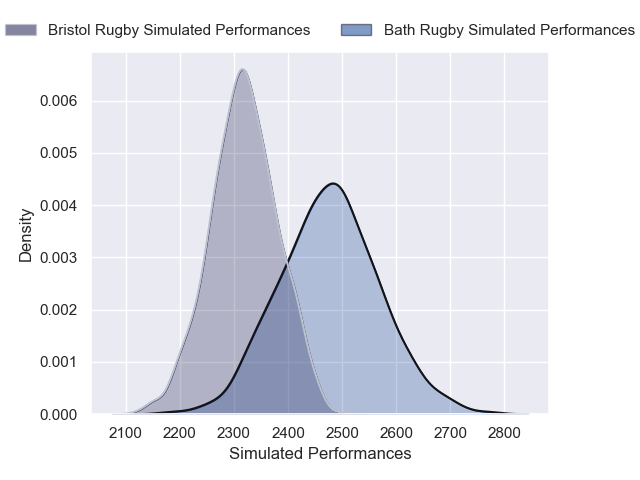 Bristol Rugby Simulated Performances Bath Rugby Simulated Performances
0.006
0.005
0.004
0.003
0.002
0.001
0.000
Density
2100 2200 2300 2400 2500 2600 2700 2800
Simulated Performances